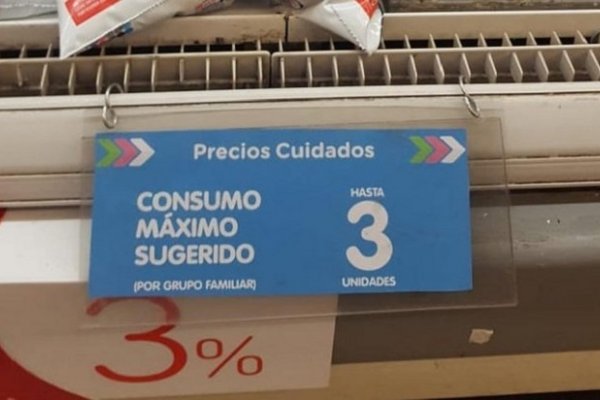 Precios Cuidados
CONSUMO
MÁXIMO
SUGERIDO
(POR GRUPO FAMILIAR)
HASTA
3
UNIDADES
3%